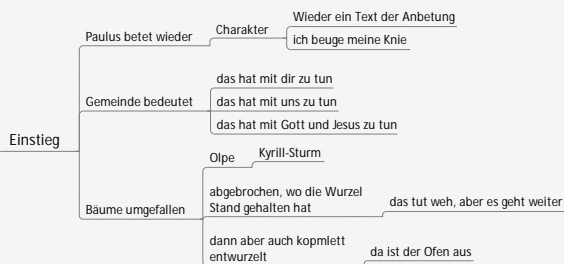 Einstieg
Paulus betet wieder
Charakter
Wieder ein Text der Anbetung
ich beuge meine Knie
Gemeinde bedeutet
das hat mit dir zu tun
das hat mit uns zu tun
das hat mit Gott und Jesus zu tun
Bäume umgefallen
Olpe
Kyrill-Sturm
abgebrochen, wo die Wurzel
Stand gehalten hat
das tut weh, aber es geht weiter
dann aber auch kopmlett
entwurzelt
da ist der Ofen aus